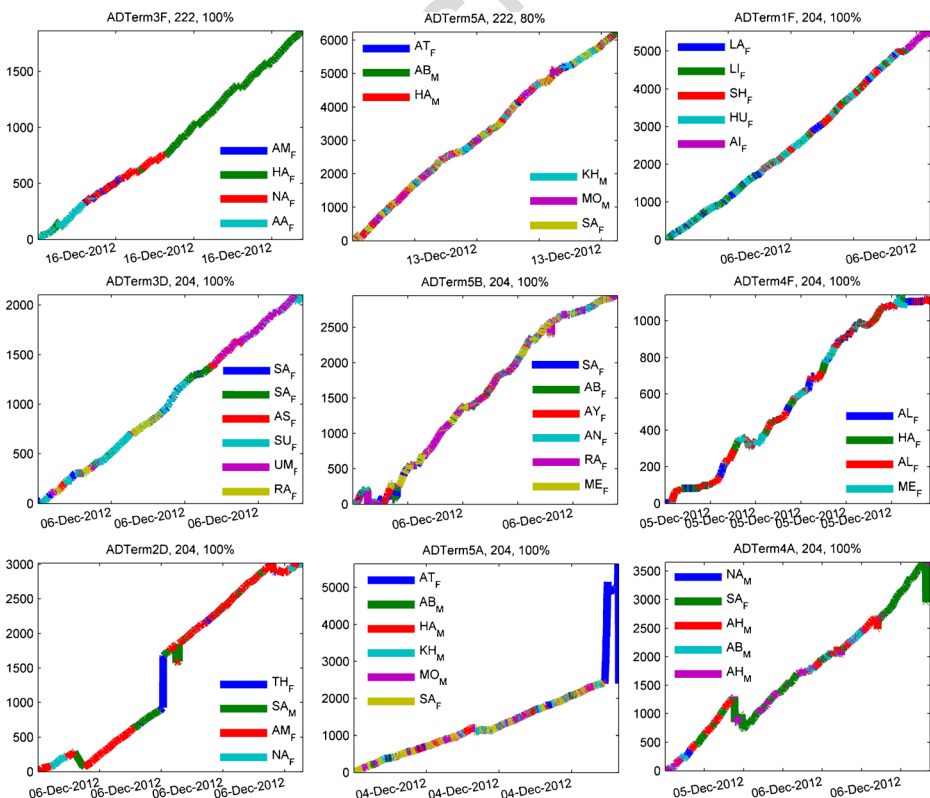 ADTerm3F, 222, 100%
1500
1000
500
0
AM_F
HA_F
NA_F
AA_F
16-Dec-2012
16-Dec-2012
16-Dec-2012
ADTerm5A, 222, 80%
6000
5000
4000
3000
2000
1000
0
AT_F
AB_M
HA_M
KH_M
MO_M
SA_F
13-Dec-2012
13-Dec-2012
ADTerm1F, 204, 100%
5000
4000
3000
2000
1000
0
LA_F
LI_F
SH_F
HU_F
AI_F
06-Dec-2012
06-Dec-2012
ADTerm3D, 204, 100%
2000
1500
1000
500
0
SA_F
SA_F
AS_F
SU_F
UM_F
RA_F
06-Dec-2012
06-Dec-2012
06-Dec-2012
ADTerm5B, 204, 100%
2500
2000
1500
1000
500
0
SA_F
AB_F
AY_F
AN_F
RA_F
ME_F
06-Dec-2012
06-Dec-2012
ADTerm4F, 204, 100%
1000
800
600
400
200
0
AL_F
HA_F
AL_F
ME_F
05-Dec-2012
05-Dec-2012
05-Dec-2012
05-Dec-2012
ADTerm2D, 204, 100%
3000
2500
2000
1500
1000
500
0
TH_F
SA_M
AM_F
NA_F
06-Dec-2012
06-Dec-2012
06-Dec-2012
06-Dec-2012
ADTerm5A, 204, 100%
5000
4000
3000
2000
1000
0
AT_F
AB_M
HA_M
KH_M
MO_M
SA_F
04-Dec-2012
04-Dec-2012
04-Dec-2012
ADTerm4A, 204, 100%
3500
3000
2500
2000
1500
1000
500
0
NA_M
SA_F
AH_M
AB_M
AH_M
05-Dec-2012
06-Dec-2012